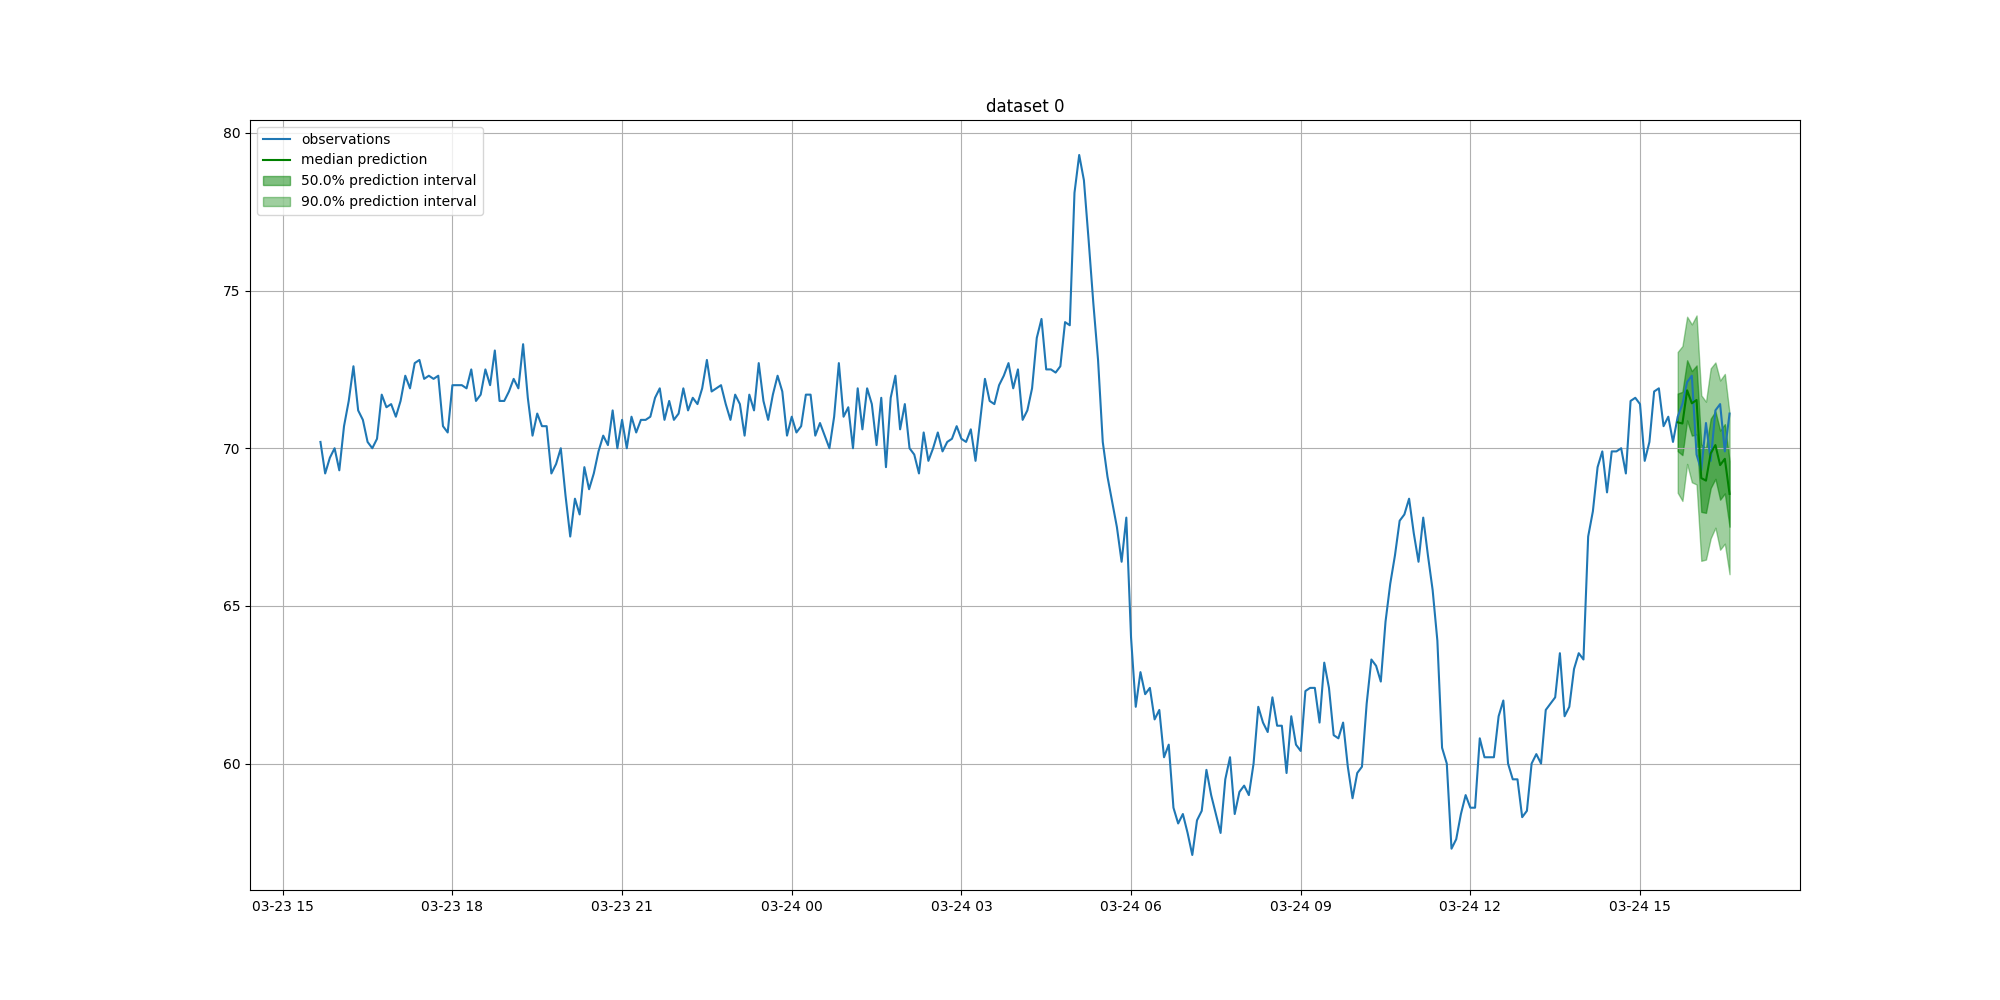 dataset 0
observations
median prediction
50.0% prediction interval
90.0% prediction interval
80
75
70
65
60
03-23 15
03-23 18
03-23 21
03-24 00
03-24 03
03-24 06
03-24 09
03-24 12
03-24 15